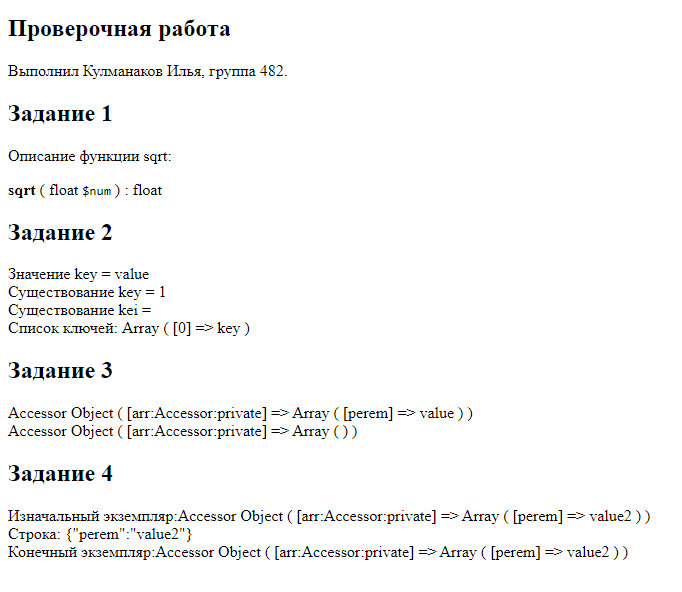 Проверочная работа
Выполнил Кулманаков Илья, группа 482.
Задание 1
Описание функции sqrt:
sqrt ( float $num ) : float
Задание 2
Значение key = value
Существование key = 1
Существование kei =
Список ключей: Array ( [0] => key )
Задание 3
Accessor Object ( [arr:Accessor:private] => Array ( [perem] => value ) )
Accessor Object ( [arr:Accessor:private] => Array ( ) )
Задание 4
Изначальный экземпляр:Accessor Object ( [arr:Accessor:private] => Array ( [perem] => value2 ) )
Строка: {"perem":"value2"}
Конечный экземпляр:Accessor Object ( [arr:Accessor:private] => Array ( [perem] => value2 ) )